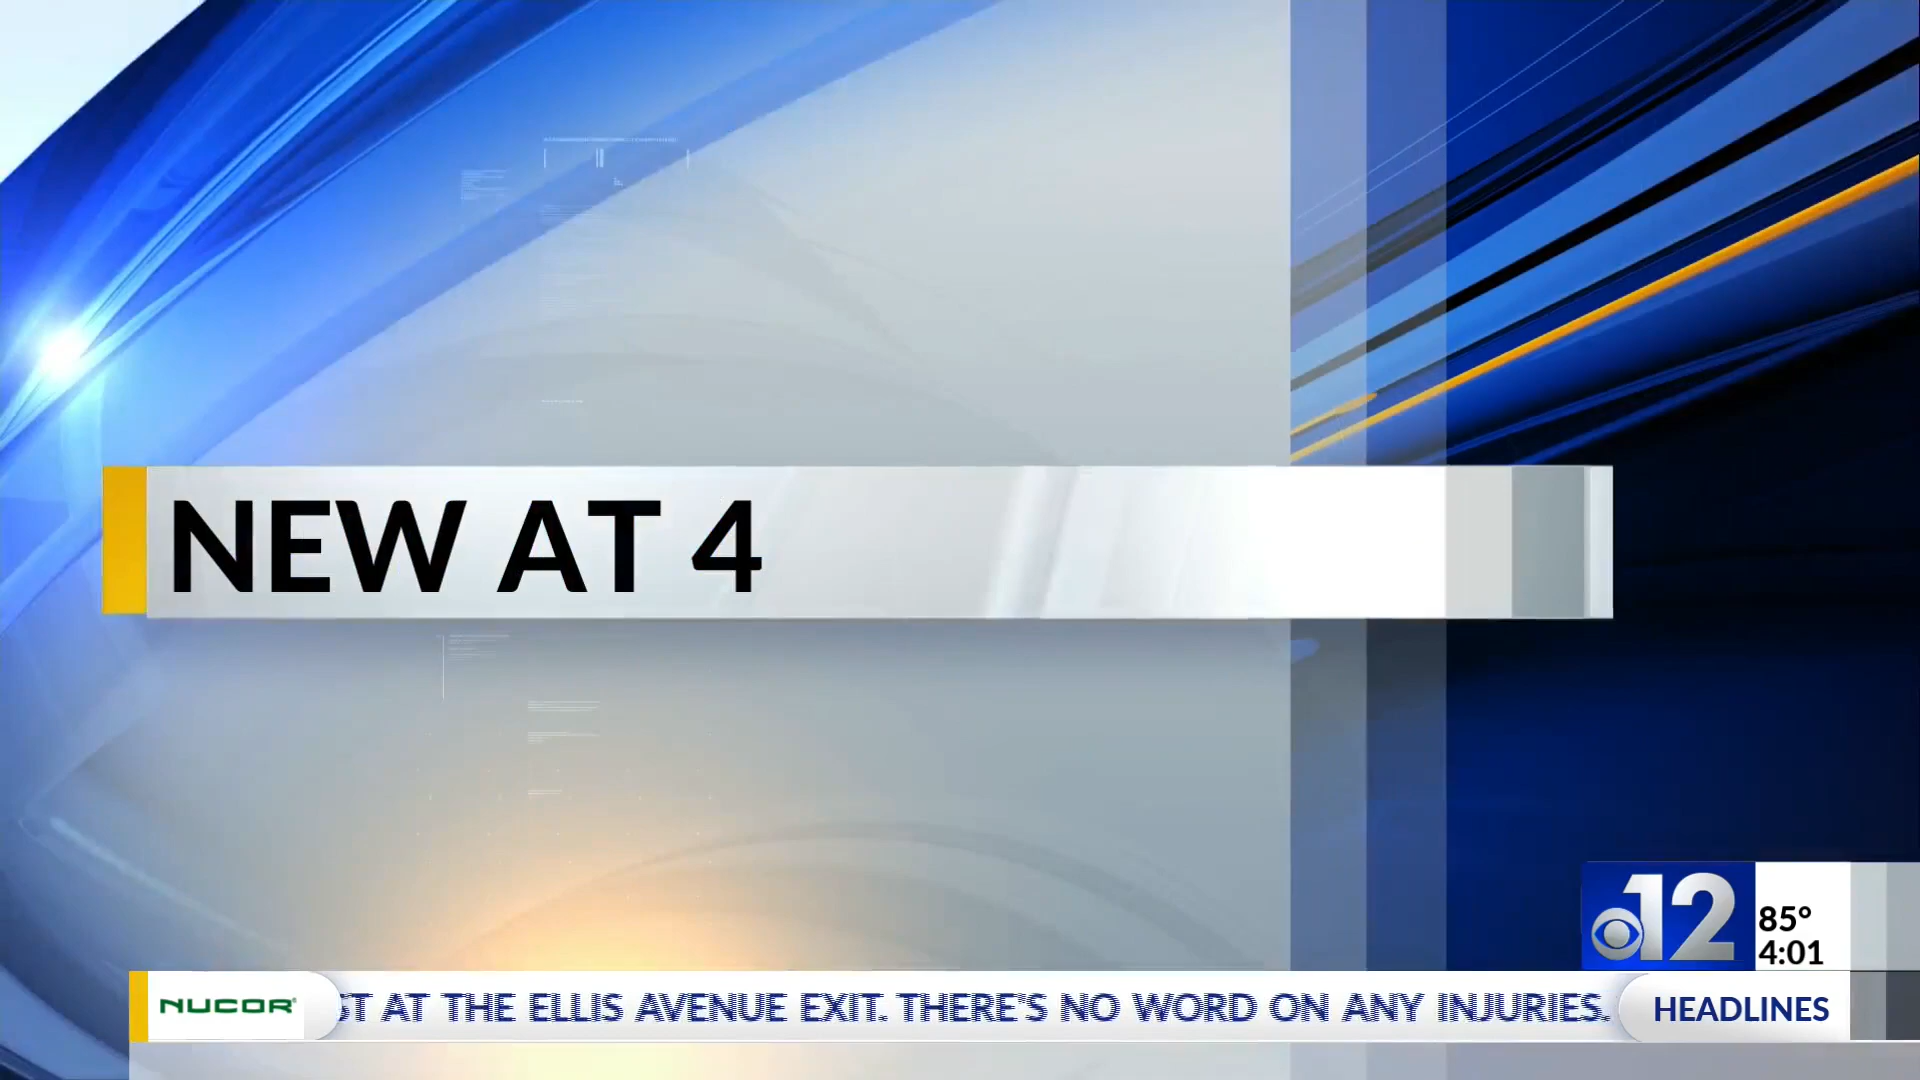 NEW AT 4
12
85°
4:01
NUCOR
ST AT THE ELLIS AVENUE EXIT. THERE'S NO WORD ON ANY INJURIES.
HEADLINES